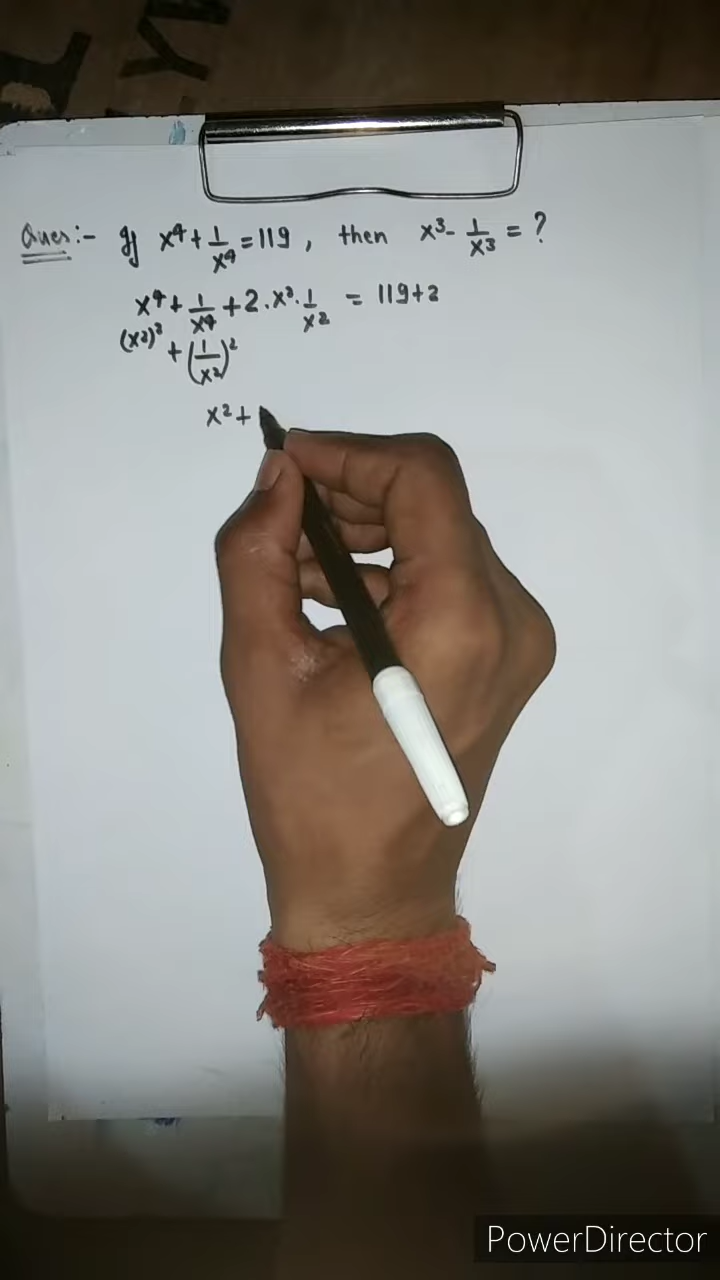 Ques:- If x⁴ + 1/x⁴ = 119, then x³ - 1/x³ = ?
x⁴ + 1/x⁴ + 2 . x² . 1/x² = 119+2
(x2)² + (1/x²)²
x² +
PowerDirector